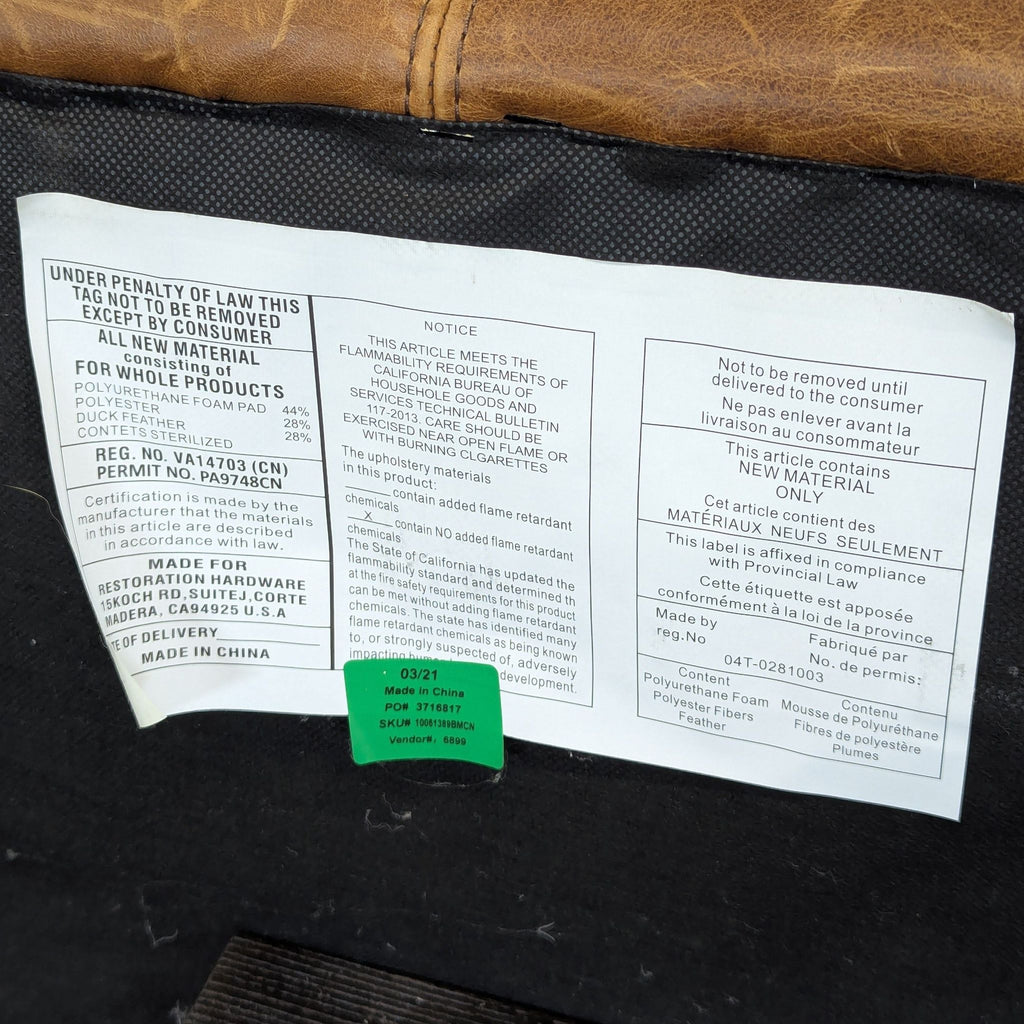 UNDER PENALTY OF LAW THIS
TAG NOT TO BE REMOVED
EXCEPT BY CONSUMER
ALL NEW MATERIAL
consisting of
FOR WHOLE PRODUCTS
POLYURETHANE FOAM PAD 44%
POLYESTER 28%
DUCK FEATHER 28%
CONTETS STERILIZED
REG. NO. VA14703 (CN)
PERMIT NO. PA9748CN
Certification is made by the
manufacturer that the materials
in this article are described
in accordance with law.
MADE FOR
RESTORATION HARDWARE
15KOCH RD,SUITEJ,CORTE
MADERA, CA94925 U.S.A
TE OF DELIVERY
MADE IN CHINA
NOTICE
THIS ARTICLE MEETS THE
FLAMMABILITY REQUIREMENTS OF
CALIFORNIA BUREAU OF
HOUSEHOLD GOODS AND
SERVICES TECHNICAL BULLETIN
117-2013. CARE SHOULD BE
EXERCISED NEAR OPEN FLAME OR
WITH BURNING CLGARETTES
The upholstery materials
in this product:
contain added flame retardant
chemicals
X contain NO added flame retardant
chemicals
The State of California has updated the
flammability standard and determined th
at the fire safety requirements for this product
can be met without adding flame retardant
chemicals. The state has identified many
flame retardant chemicals as being known
to, or strongly suspected of, adversely
impacting
development.
03/21
Made in China
PO# 3716817
SKU# 10061389BMCN
Vendor#: 6899
Not to be removed until
delivered to the consumer
Ne pas enlever avant la
livraison au consommateur
This article contains
NEW MATERIAL
ONLY
Cet article contient des
MATÉRIAUX NEUFS SEULEMENT
This label is affixed in compliance
with Provincial Law
Cette étiquette est apposée
conformément à la loi de la province
Made by Fabriqué par
reg.No No. de permis:
04T-0281003
Content Contenu
Polyurethane Foam Mousse de Polyuréthane
Polyester Fibers Fibres de polyestère
Feather Plumes